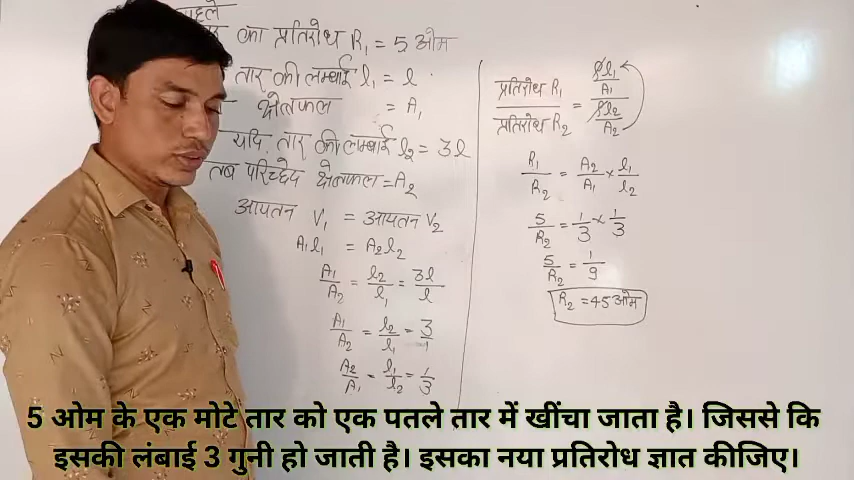 पहले
का प्रतिरोध R₁ = 5 ओम
तार की लम्बाई l₁ = l
क्षेत्रफल = A₁
यदि तार की लम्बाई l₂ = 3l
तब परिच्छेद क्षेत्रफल = A₂
आयतन V₁ = आयतन V₂
A₁l₁ = A₂l₂
A₁/A₂ = l₂/l₁ = 3l/l
A₁/A₂ = l₂/l₁ = 3/1
A₂/A₁ = l₁/l₂ = 1/3
प्रतिरोध R₁/प्रतिरोध R₂ = (ρl₁/A₁)/(ρl₂/A₂)
R₁/R₂ = A₂/A₁ × l₁/l₂
5/R₂ = 1/3 × 1/3
5/R₂ = 1/9
R₂ = 45 ओम
5 ओम के एक मोटे तार को एक पतले तार में खींचा जाता है। जिससे कि
इसकी लंबाई 3 गुनी हो जाती है। इसका नया प्रतिरोध ज्ञात कीजिए।